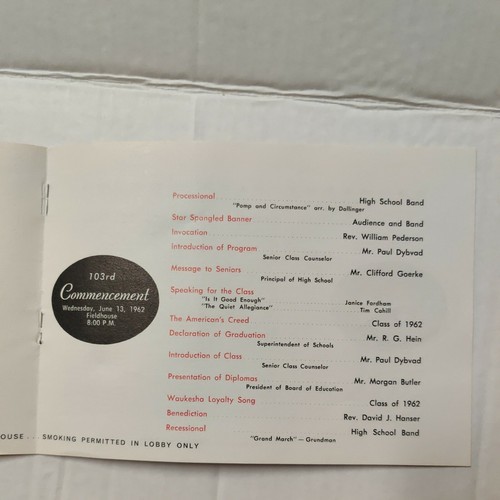 103rd
Commencement
Wednesday, June 13, 1962
Fieldhouse
8:00 P.M.
Processional High School Band
"Pomp and Circumstance" arr. by Dallinger
Star Spangled Banner Audience and Band
Invocation Rev. William Pederson
Introduction of Program Mr. Paul Dybvad
Senior Class Counselor
Message to Seniors Mr. Clifford Goerke
Principal of High School
Speaking for the Class
"Is It Good Enough" Janice Fordham
"The Quiet Allegiance" Tim Cahill
The American's Creed Class of 1962
Declaration of Graduation Mr. R. G. Hein
Superintendent of Schools
Introduction of Class Mr. Paul Dybvad
Senior Class Counselor
Presentation of Diplomas Mr. Morgan Butler
President of Board of Education
Waukesha Loyalty Song Class of 1962
Benediction Rev. David J. Hanser
Recessional High School Band
"Grand March" — Grundman
OUSE . . . SMOKING PERMITTED IN LOBBY ONLY